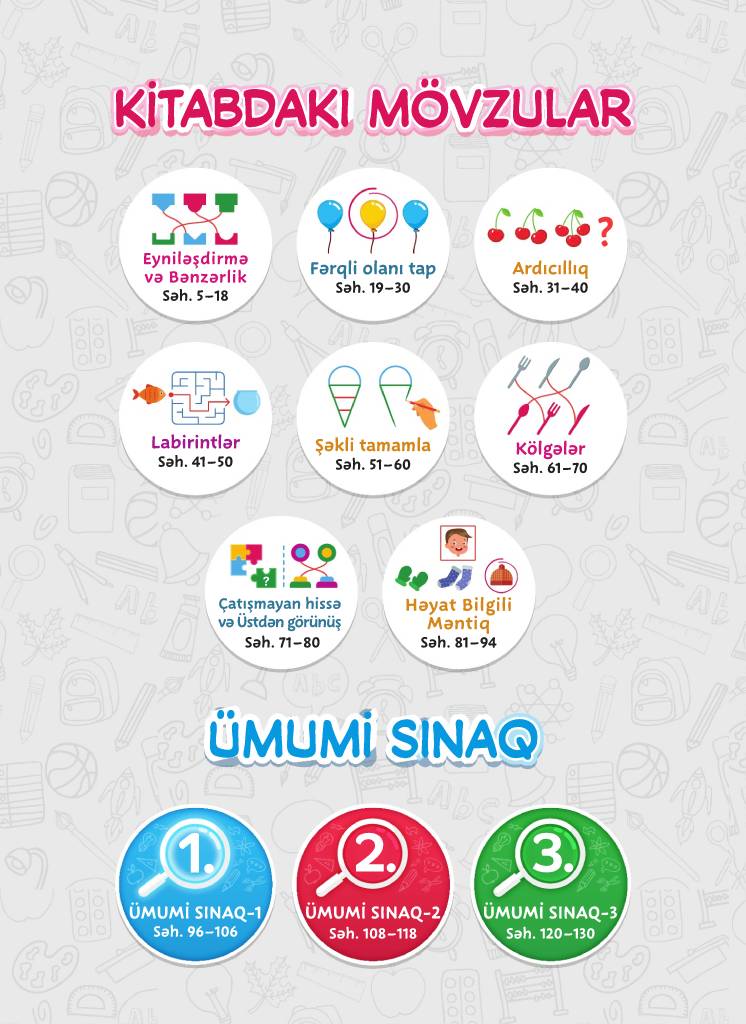 KİTABDAKI MÖVZULAR
Eyniləşdirmə
və Bənzərlik
Səh. 5–18
Fərqli olanı tap
Səh. 19–30
?
Ardıcıllıq
Səh. 31–40
Labirintlər
Səh. 41–50
Şəkli tamamla
Səh. 51–60
Kölgələr
Səh. 61–70
?
Çatışmayan hissə
və Üstdən görünüş
Səh. 71–80
Həyat Bilgili
Məntiq
Səh. 81–94
ÜMUMİ SINAQ
1.
ÜMUMİ SINAQ-1
Səh. 96–106
2.
ÜMUMİ SINAQ-2
Səh. 108–118
3.
ÜMUMİ SINAQ-3
Səh. 120–130